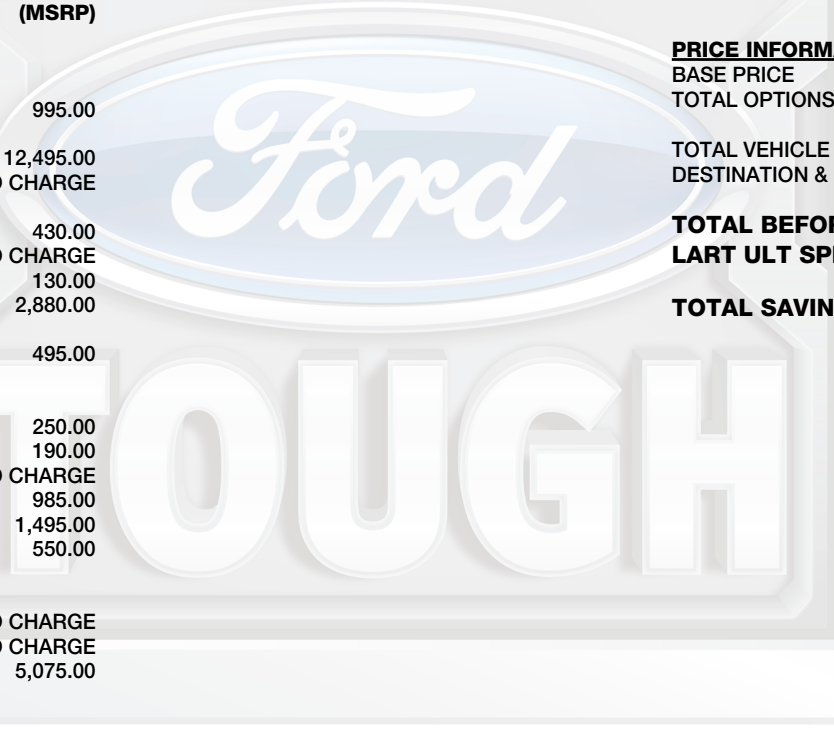 (MSRP)
995.00
12,495.00
CHARGE
430.00
CHARGE
130.00
2,880.00
495.00
250.00
190.00
CHARGE
985.00
1,495.00
550.00
CHARGE
CHARGE
5,075.00
PRICE INFORMA
BASE PRICE
TOTAL OPTIONS
TOTAL VEHICLE
DESTINATION &
TOTAL BEFOR
LART ULT SP
TOTAL SAVIN
Ford
TOUGH